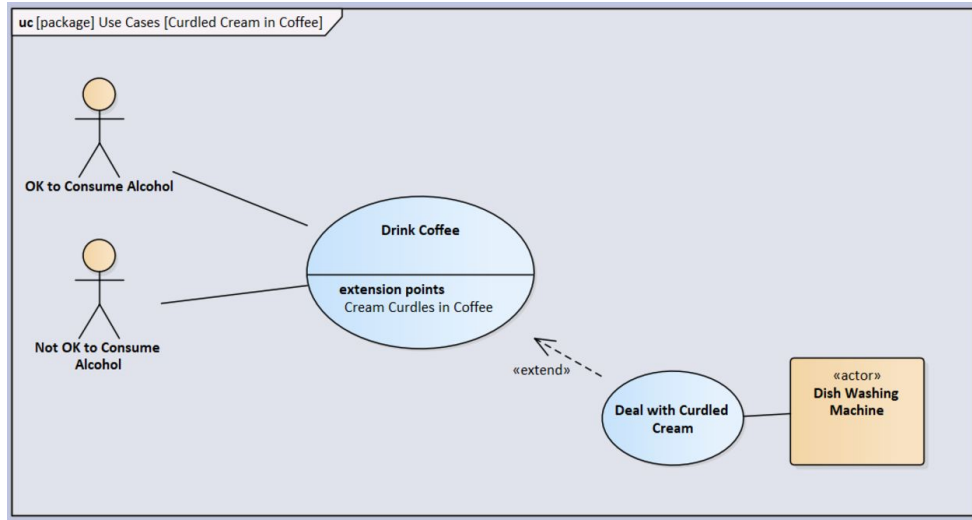 uc [package] Use Cases [Curdled Cream in Coffee]
OK to Consume Alcohol
Drink Coffee
extension points
Cream Curdles in Coffee
Not OK to Consume
Alcohol
«extend»
Deal with Curdled
Cream
«actor»
Dish Washing
Machine